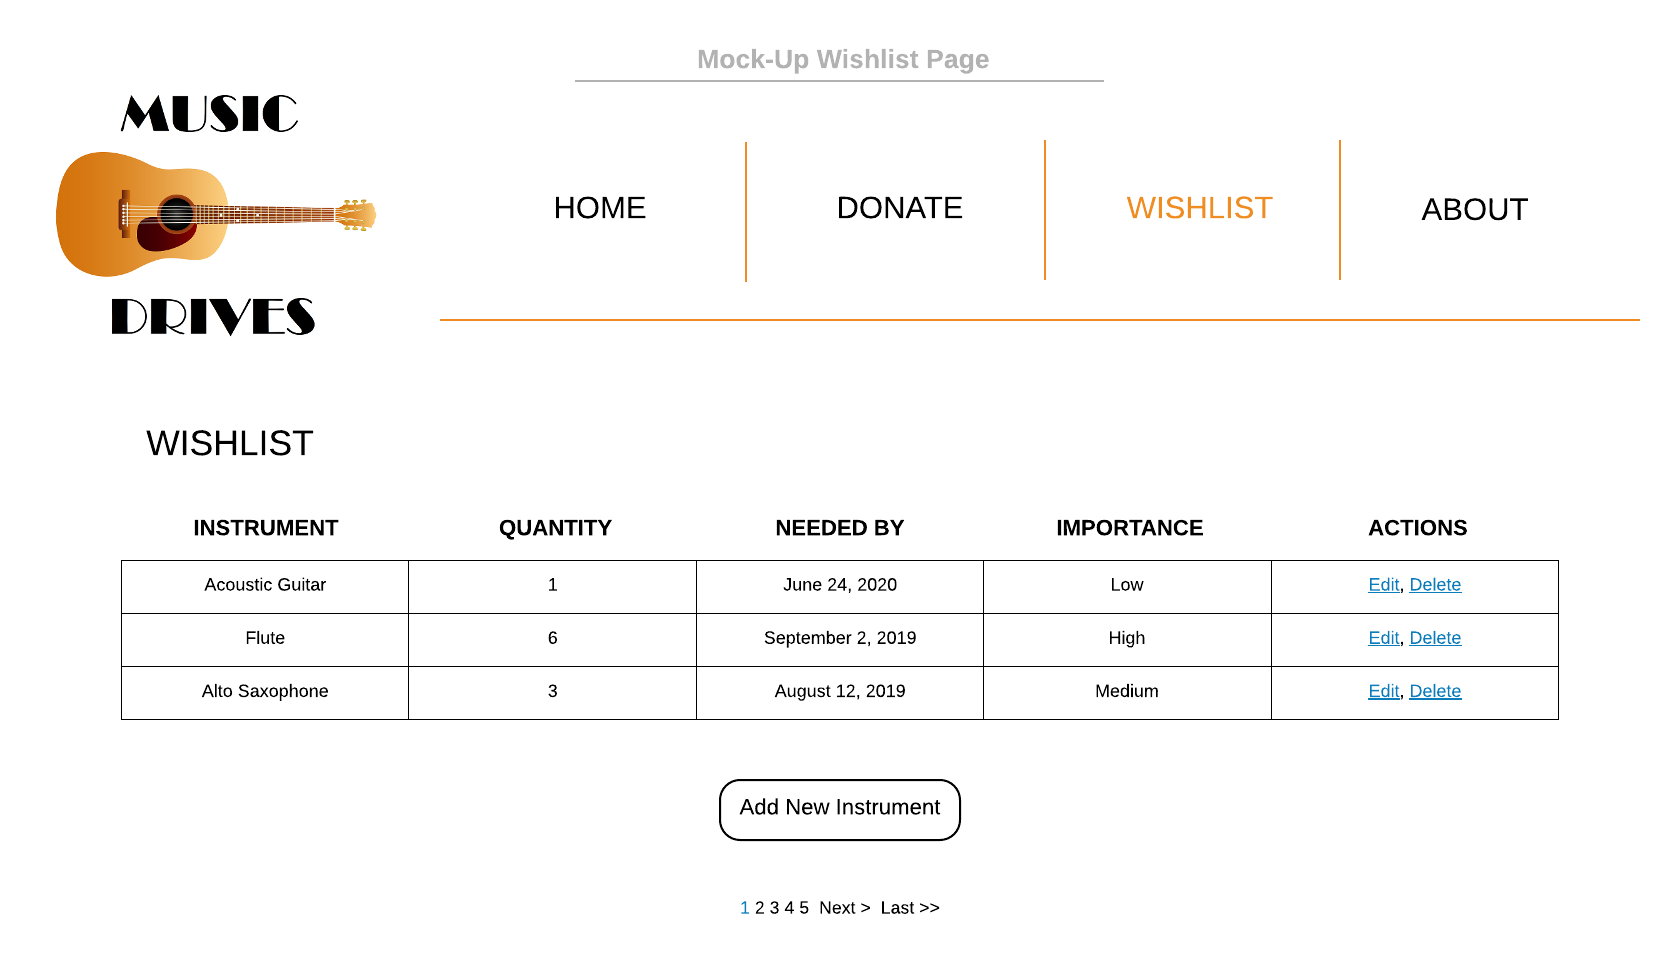 Mock-Up Wishlist Page
MUSIC
DRIVES
HOME DONATE WISHLIST ABOUT
WISHLIST
INSTRUMENT QUANTITY NEEDED BY IMPORTANCE ACTIONS
Acoustic Guitar 1 June 24, 2020 Low Edit, Delete
Flute 6 September 2, 2019 High Edit, Delete
Alto Saxophone 3 August 12, 2019 Medium Edit, Delete
Add New Instrument
1 2 3 4 5 Next > Last >>